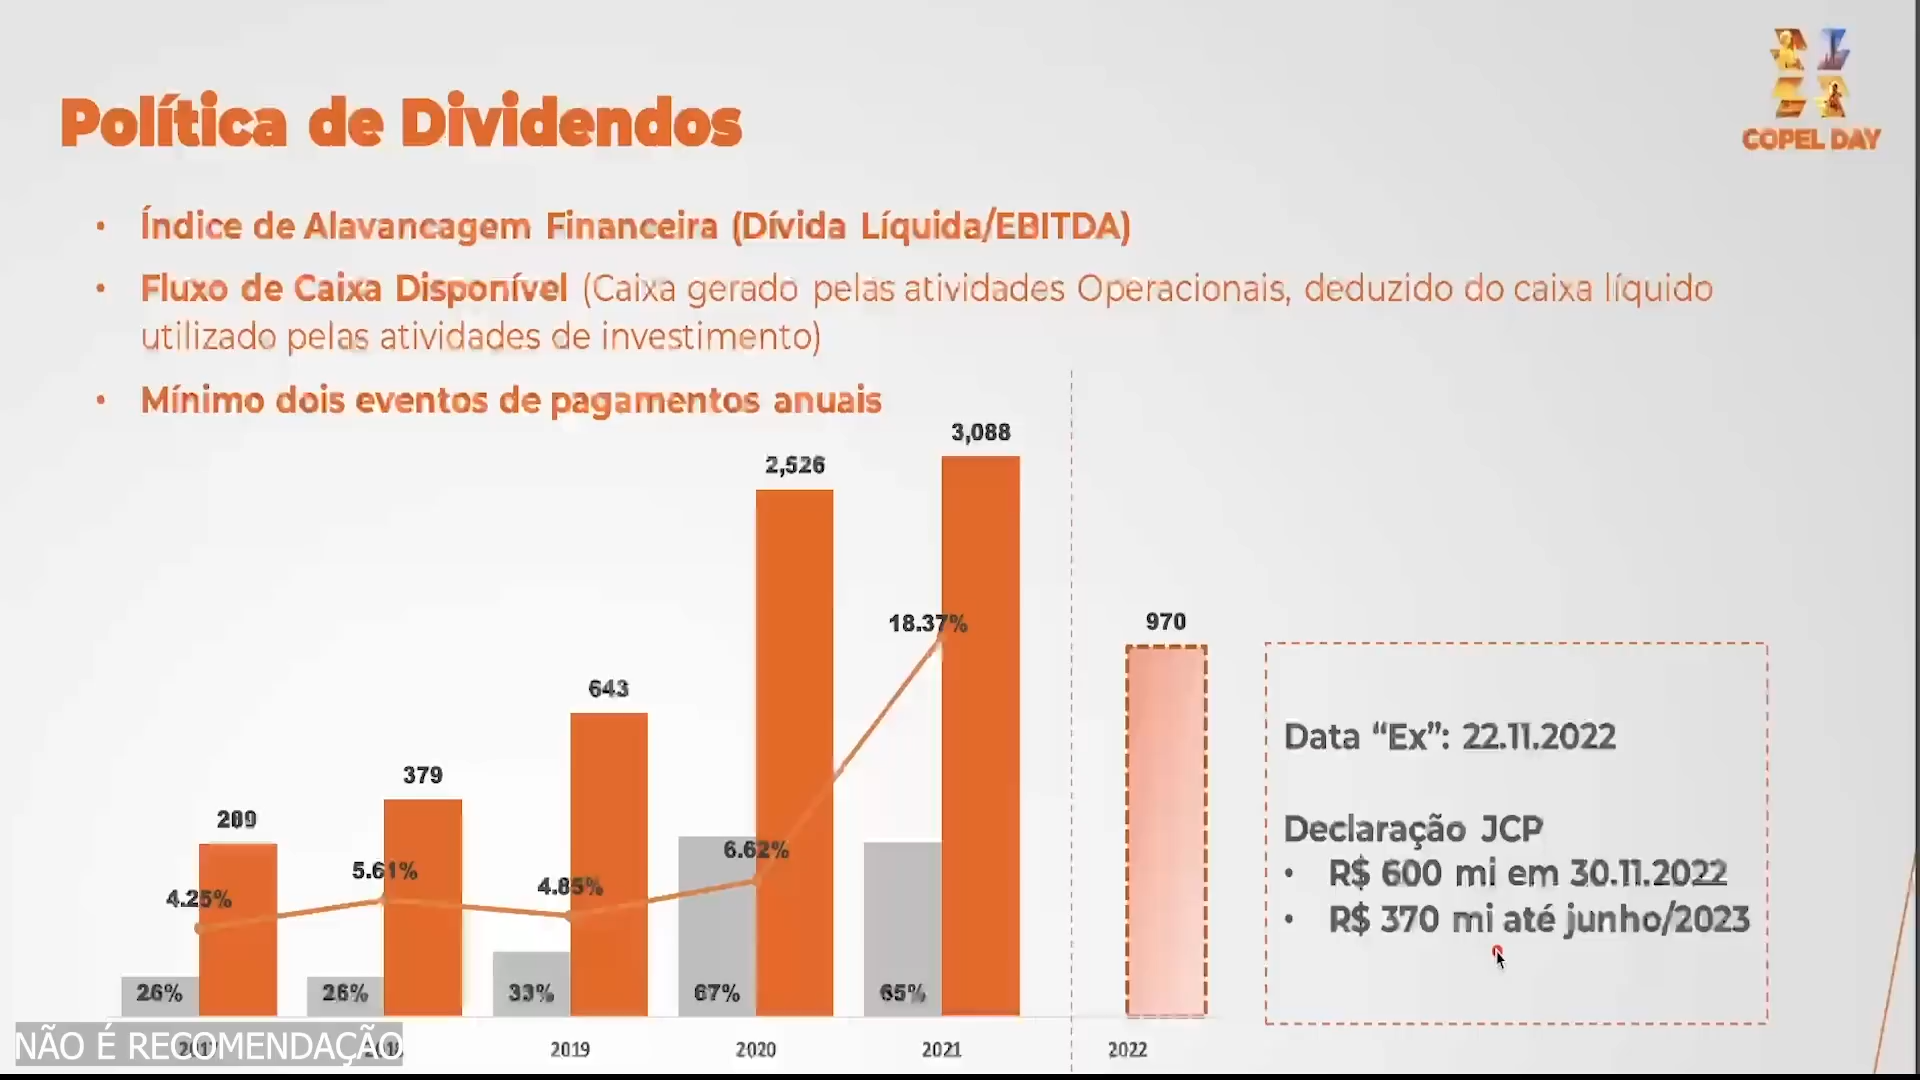 COPEL DAY
Política de Dividendos
• Índice de Alavancagem Financeira (Dívida Líquida/EBITDA)
• Fluxo de Caixa Disponível (Caixa gerado pelas atividades Operacionais, deduzido do caixa líquido
utilizado pelas atividades de investimento)
• Mínimo dois eventos de pagamentos anuais
3,088
2,526
18.37%
970
643
379
289
6.62%
5.61%
4.85%
4.25%
26%
26%
33%
67%
65%
Data “Ex”: 22.11.2022
Declaração JCP
• R$ 600 mi em 30.11.2022
• R$ 370 mi até junho/2023
2017
2018
2019
2020
2021
2022
NÃO É RECOMENDAÇÃO